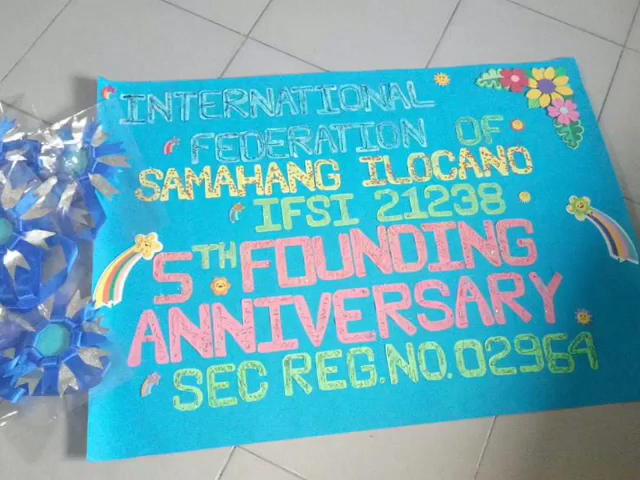 INTERNATIONAL
FEDERATION OF
SAMAHANG ILOCANO
IFSI 21238
5TH FOUNDING
ANNIVERSARY
SEC REG.NO.02964